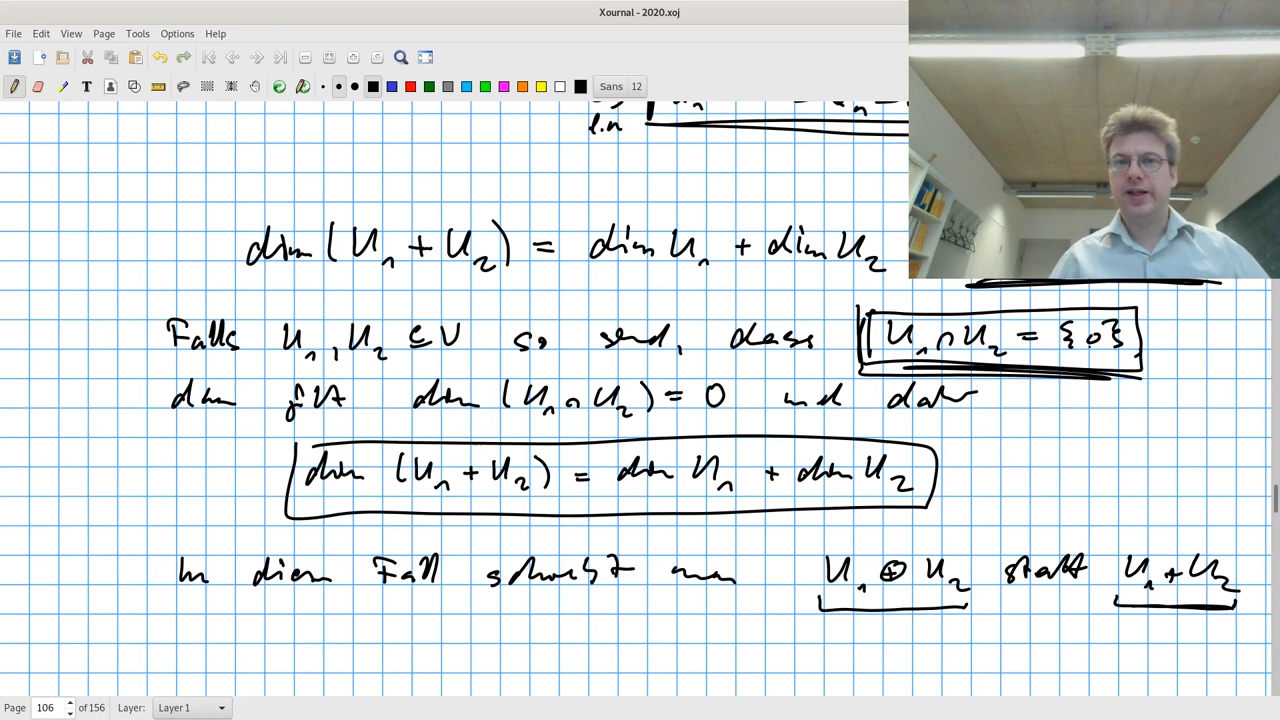 Xournal - 2020.xoj
File Edit View Page Tools Options Help
Sans 12
l.n
dim (U₁ + U₂) = dim U₁ + dim U₂
Falls U₁, U₂ ⊆ V so sind, dass U₁ ∩ U₂ = {0}
dann gilt dim (U₁ ∩ U₂) = 0 und daher
dim (U₁ + U₂) = dim U₁ + dim U₂
In diesem Fall schreibt man U₁ ⊕ U₂ statt U₁ + U₂
Page 106 of 156 Layer: Layer 1